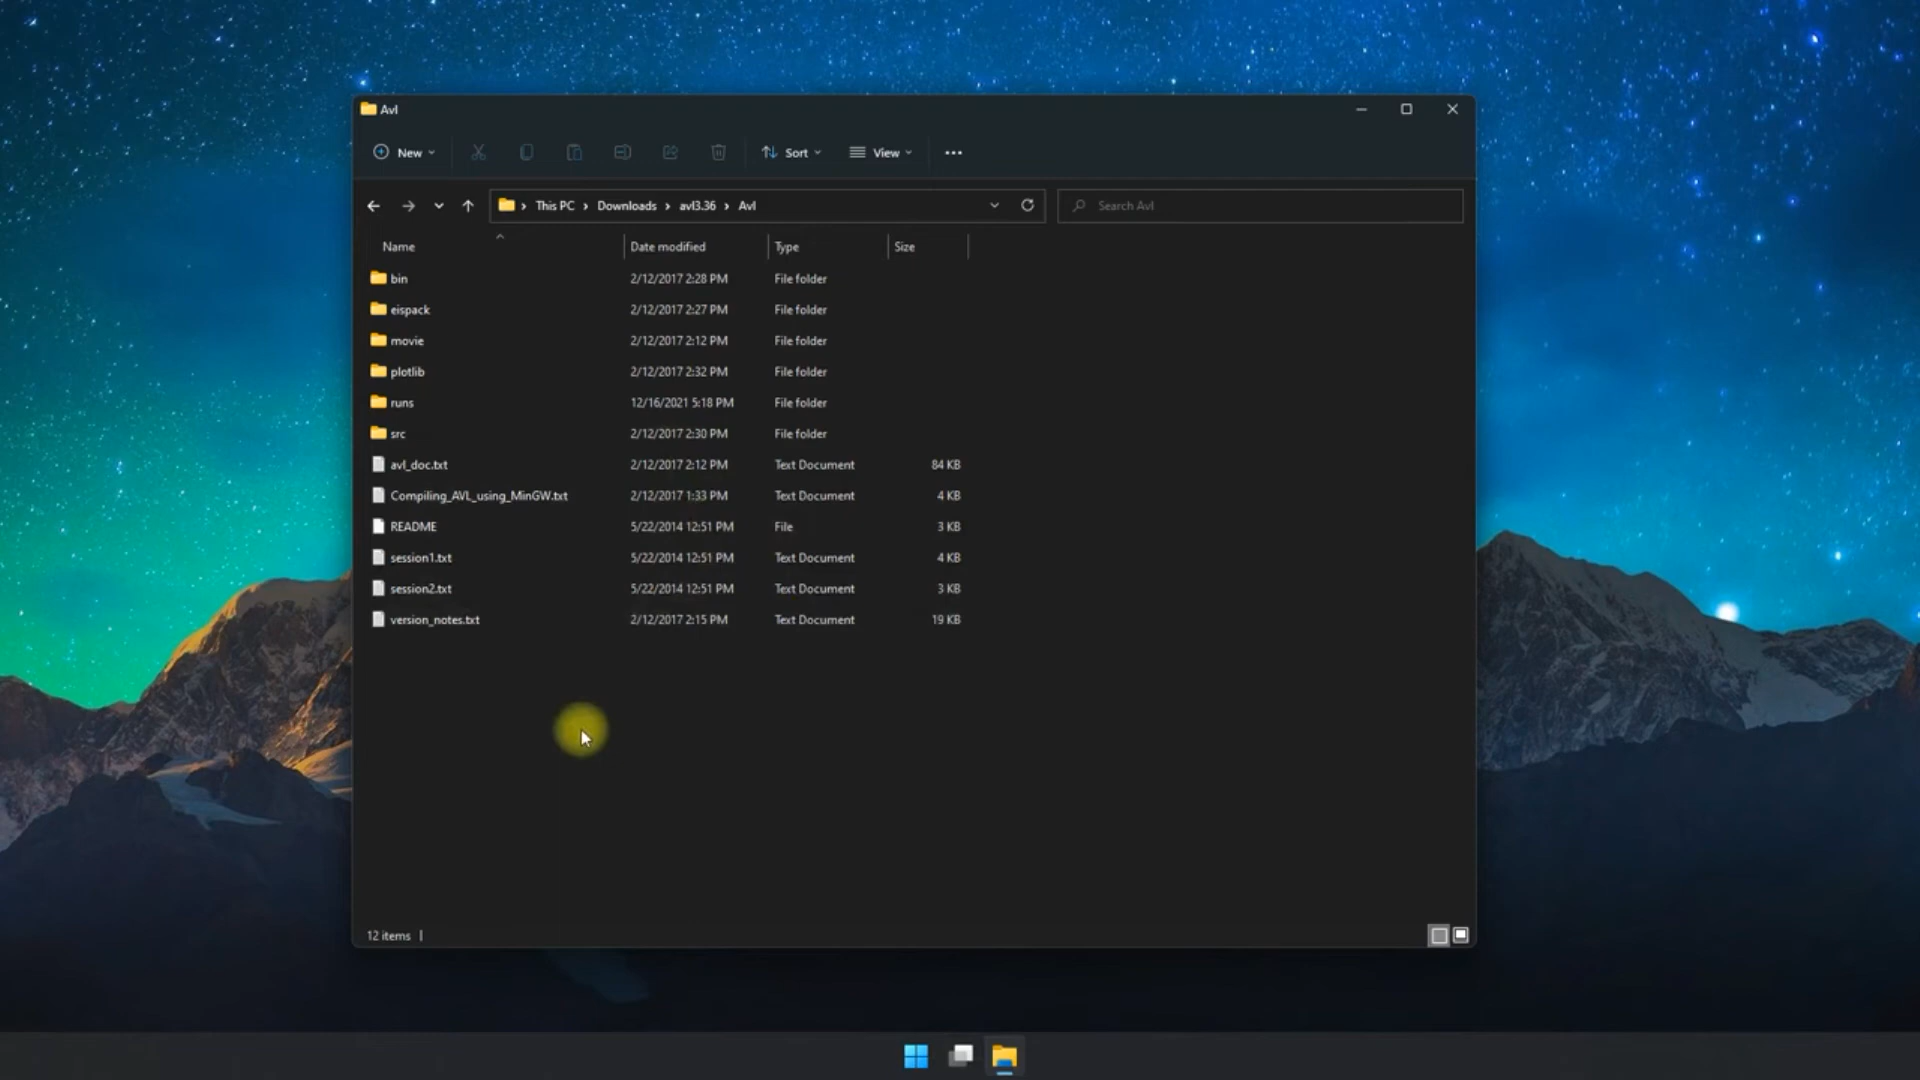 Avl
New Sort View
This PC › Downloads › avl3.36 › Avl Search Avl
Name Date modified Type Size
bin 2/12/2017 2:28 PM File folder
eispack 2/12/2017 2:27 PM File folder
movie 2/12/2017 2:12 PM File folder
plotlib 2/12/2017 2:32 PM File folder
runs 12/16/2021 5:18 PM File folder
src 2/12/2017 2:30 PM File folder
avl_doc.txt 2/12/2017 2:12 PM Text Document 84 KB
Compiling_AVL_using_MinGW.txt 2/12/2017 1:33 PM Text Document 4 KB
README 5/22/2014 12:51 PM File 3 KB
session1.txt 5/22/2014 12:51 PM Text Document 4 KB
session2.txt 5/22/2014 12:51 PM Text Document 3 KB
version_notes.txt 2/12/2017 2:15 PM Text Document 19 KB
12 items